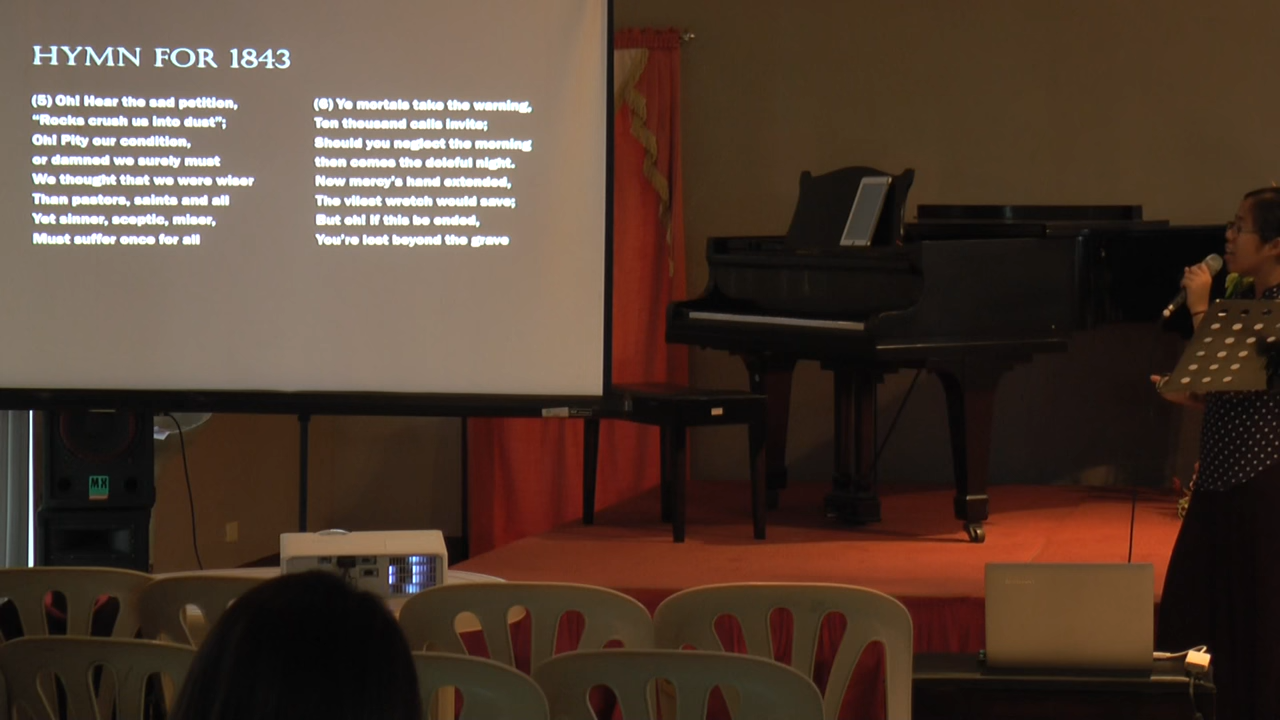 HYMN FOR 1843
(5) Oh! Hear the sad petition,
"Rocks crush us into dust";
Oh! Pity our condition,
or damned we surely must
We thought that we were wiser
Than pastors, saints and all
Yet sinner, sceptic, miser,
Must suffer once for all
(6) Ye mortals take the warning,
Ten thousand calls invite;
Should you neglect the morning
then comes the doleful night.
Now mercy's hand extended,
The vilest wretch would save;
But oh! if this be ended,
You're lost beyond the grave
MX